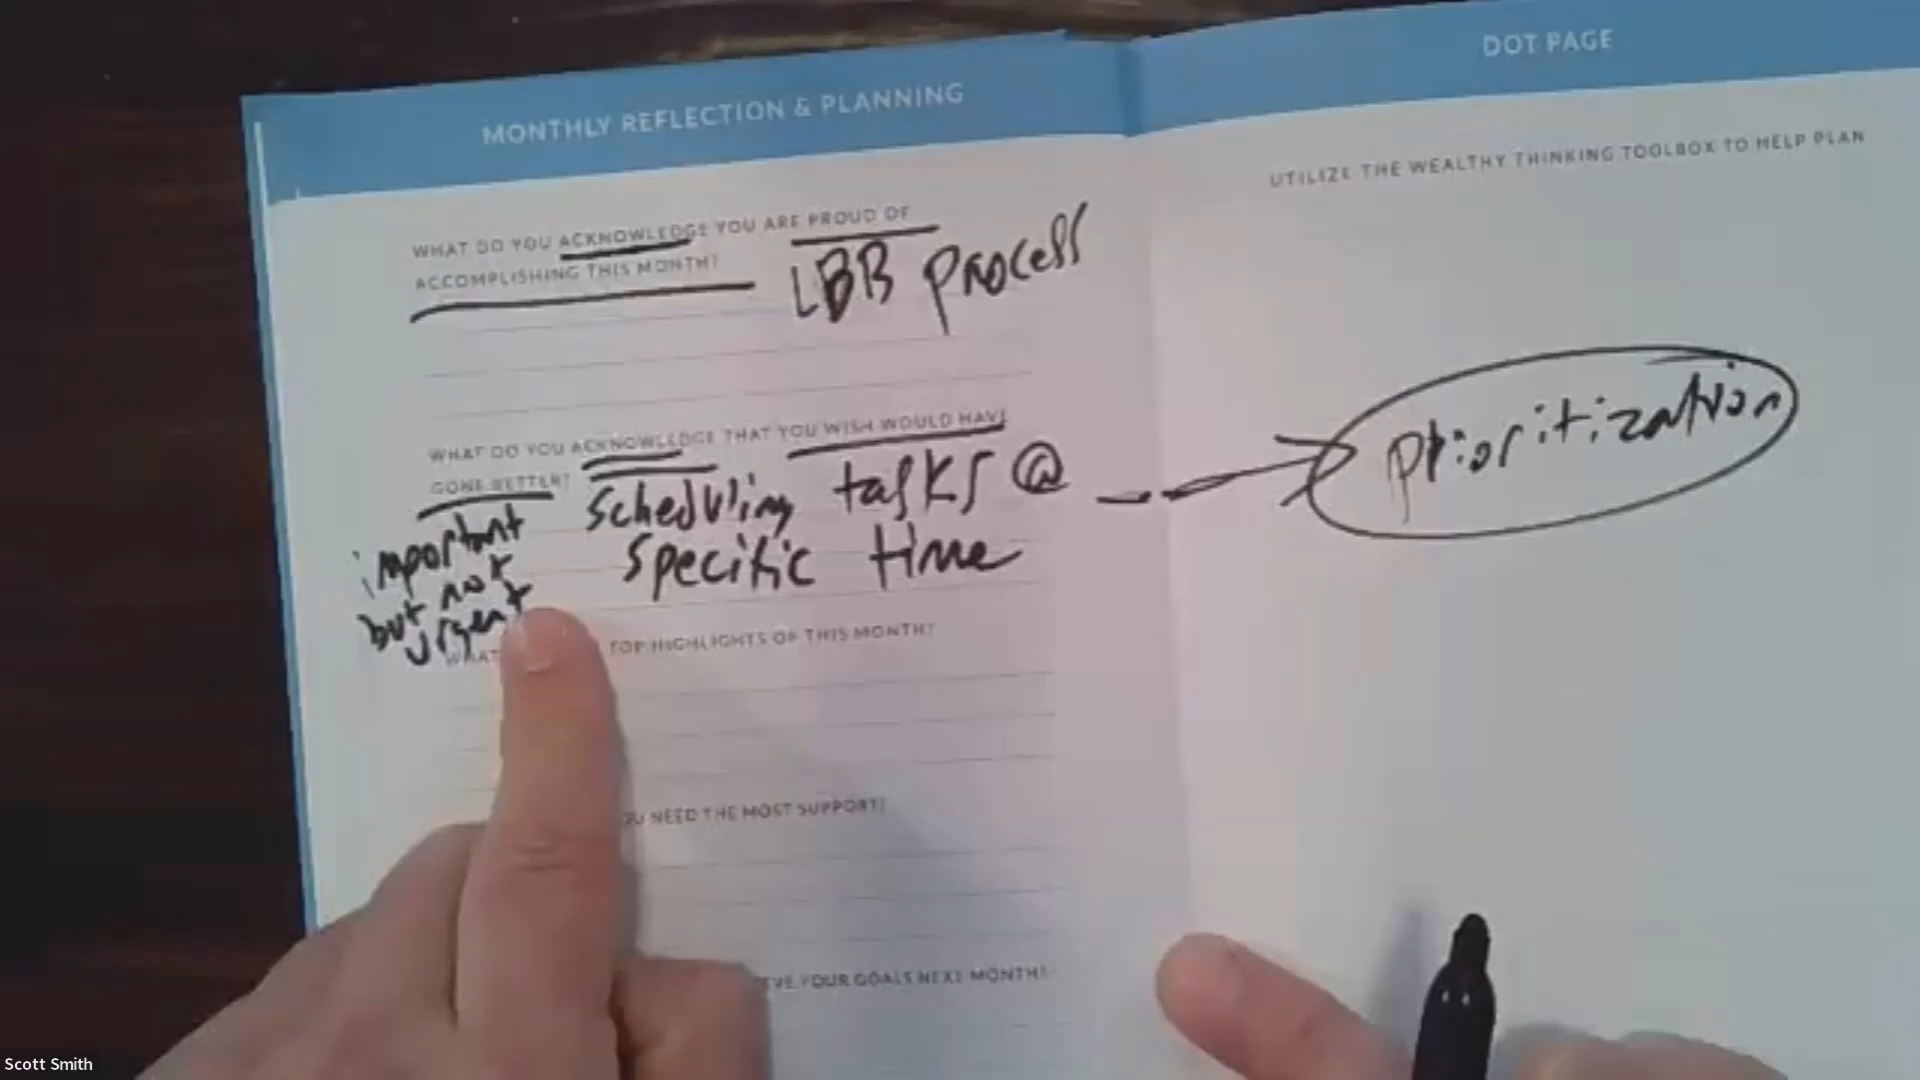 MONTHLY REFLECTION & PLANNING
WHAT DO YOU ACKNOWLEDGE YOU ARE PROUD OF
ACCOMPLISHING THIS MONTH?
LBB process
WHAT DO YOU ACKNOWLEDGE THAT YOU WISH WOULD HAVE
GONE BETTER?
scheduling tasks @
specific time
important
but not
urgent
WHAT TOP HIGHLIGHTS OF THIS MONTH?
YOU NEED THE MOST SUPPORT?
YOUR GOALS NEXT MONTH?
DOT PAGE
UTILIZE THE WEALTHY THINKING TOOLBOX TO HELP PLAN
prioritization
Scott Smith